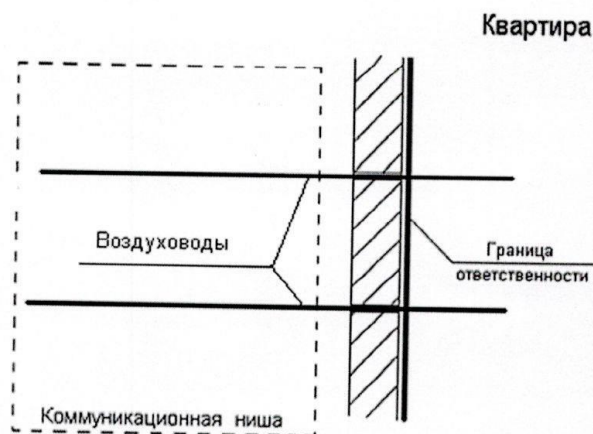 Квартира
Воздуховоды
Граница
ответственности
Коммуникационная ниша